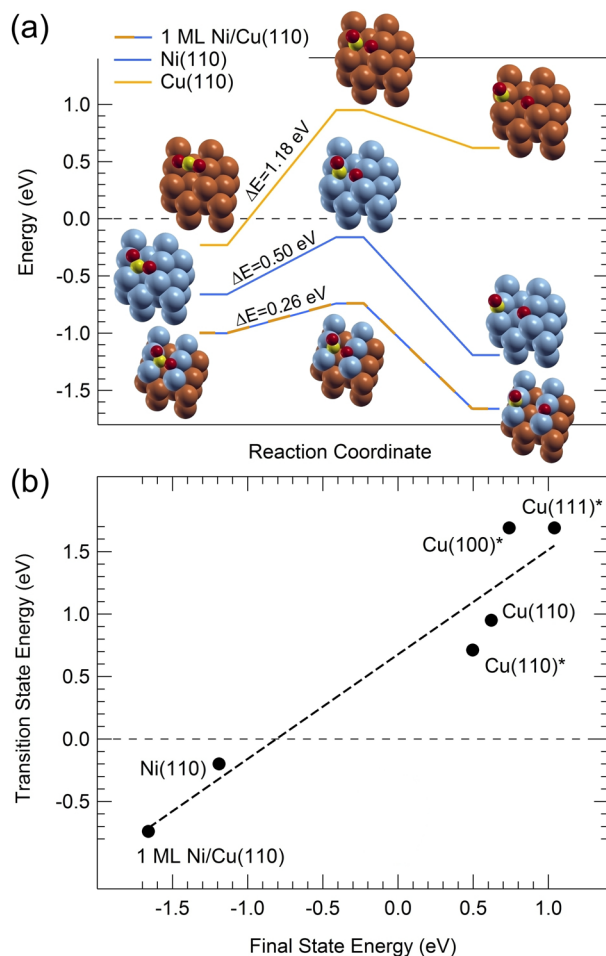 (a)
1 ML Ni/Cu(110)
Ni(110)
Cu(110)
1.0
0.5
0.0
-0.5
-1.0
-1.5
Energy (eV)
ΔE=1.18 eV
ΔE=0.50 eV
ΔE=0.26 eV
Reaction Coordinate
(b)
Transition State Energy (eV)
1.5
1.0
0.5
0.0
-0.5
Cu(111)*
Cu(100)*
Cu(110)
Cu(110)*
Ni(110)
1 ML Ni/Cu(110)
-1.5 -1.0 -0.5 0.0 0.5 1.0
Final State Energy (eV)